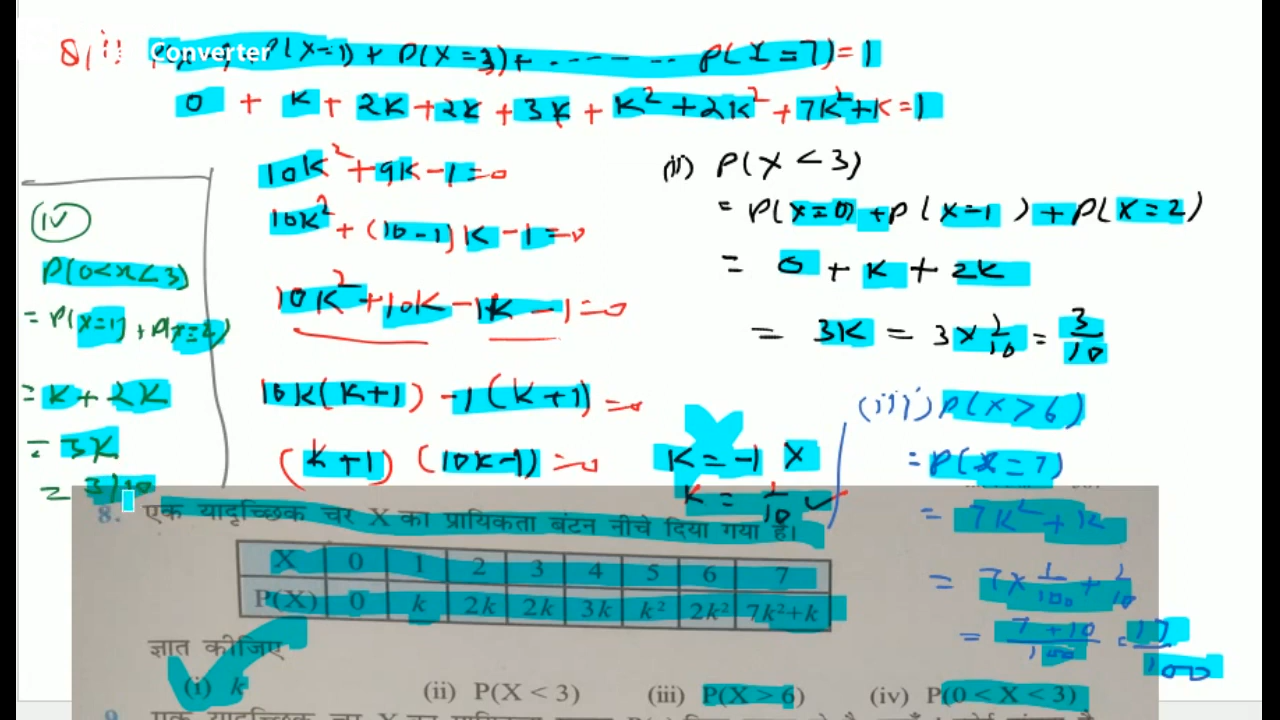 8(i) P(X=1) + P(X=3) + ....... P(X=7) = 1
Converter
0 + K + 2K + 2K + 3K + K² + 2K² + 7K² + K = 1
10K² + 9K - 1 = 0
10K² + (10-1)K - 1 = 0
10K² + 10K - 1K - 1 = 0
10K(K+1) - 1(K+1) = 0
(K+1) (10K-1) = 0
K = -1 X
K = 1/10 ✓
(ii) P(X < 3)
= P(X=0) + P(X=1) + P(X=2)
= 0 + K + 2K
= 3K = 3 × 1/10 = 3/10
(iii) P(X > 6)
= P(X = 7)
= 7K² + K
= 7 × 1/100 + 1/10
= 7 + 10/100 = 17/100
(iv)
P(0 < x < 3)
= P(X=1) + P(X=2)
= K + 2K
= 3K
= 3/10
8. एक यादृच्छिक चर X का प्रायिकता बंटन नीचे दिया गया है।
X 0 1 2 3 4 5 6 7
P(X) 0 k 2k 2k 3k k² 2k² 7k²+k
ज्ञात कीजिए
(i) k (ii) P(X < 3) (iii) P(X > 6) (iv) P(0 < X < 3)
9. एक यादृच्छिक चर X